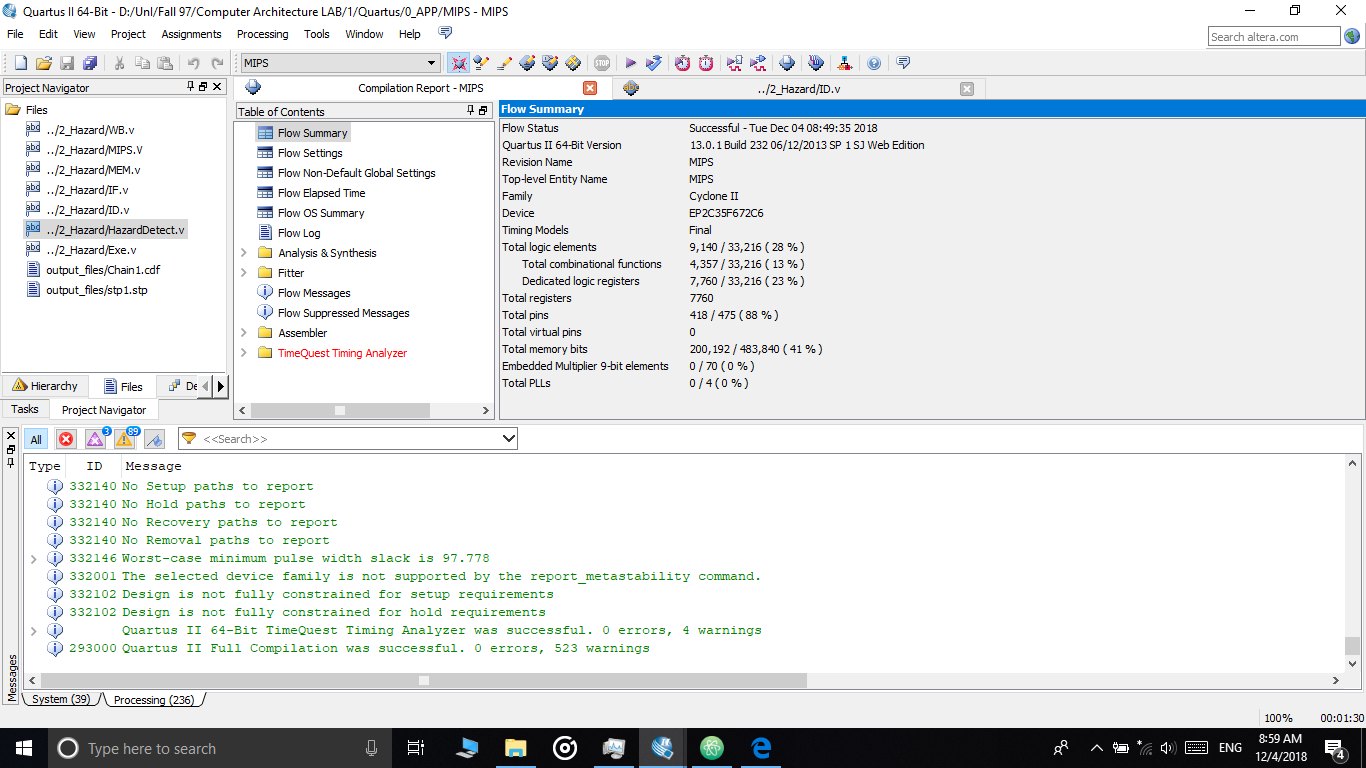 Quartus II 64-Bit - D:/UnI/Fall 97/Computer Architecture LAB/1/Quartus/0_APP/MIPS - MIPS
File Edit View Project Assignments Processing Tools Window Help
Search altera.com
MIPS
STOP
Project Navigator
Files
../2_Hazard/WB.v
../2_Hazard/MIPS.V
../2_Hazard/MEM.v
../2_Hazard/IF.v
../2_Hazard/ID.v
../2_Hazard/HazardDetect.v
../2_Hazard/Exe.v
output_files/Chain1.cdf
output_files/stp1.stp
Hierarchy Files De
Tasks Project Navigator
Compilation Report - MIPS
../2_Hazard/ID.v
Table of Contents
Flow Summary
Flow Settings
Flow Non-Default Global Settings
Flow Elapsed Time
Flow OS Summary
Flow Log
Analysis & Synthesis
Fitter
Flow Messages
Flow Suppressed Messages
Assembler
TimeQuest Timing Analyzer
Flow Summary
Flow Status Successful - Tue Dec 04 08:49:35 2018
Quartus II 64-Bit Version 13.0.1 Build 232 06/12/2013 SP 1 SJ Web Edition
Revision Name MIPS
Top-level Entity Name MIPS
Family Cyclone II
Device EP2C35F672C6
Timing Models Final
Total logic elements 9,140 / 33,216 ( 28 % )
Total combinational functions 4,357 / 33,216 ( 13 % )
Dedicated logic registers 7,760 / 33,216 ( 23 % )
Total registers 7760
Total pins 418 / 475 ( 88 % )
Total virtual pins 0
Total memory bits 200,192 / 483,840 ( 41 % )
Embedded Multiplier 9-bit elements 0 / 70 ( 0 % )
Total PLLs 0 / 4 ( 0 % )
All 3 89 <<Search>>
Type ID Message
332140 No Setup paths to report
332140 No Hold paths to report
332140 No Recovery paths to report
332140 No Removal paths to report
332146 Worst-case minimum pulse width slack is 97.778
332001 The selected device family is not supported by the report_metastability command.
332102 Design is not fully constrained for setup requirements
332102 Design is not fully constrained for hold requirements
Quartus II 64-Bit TimeQuest Timing Analyzer was successful. 0 errors, 4 warnings
293000 Quartus II Full Compilation was successful. 0 errors, 523 warnings
Messages
System (39) Processing (236)
100% 00:01:30
Type here to search
ENG
8:59 AM
12/4/2018
4